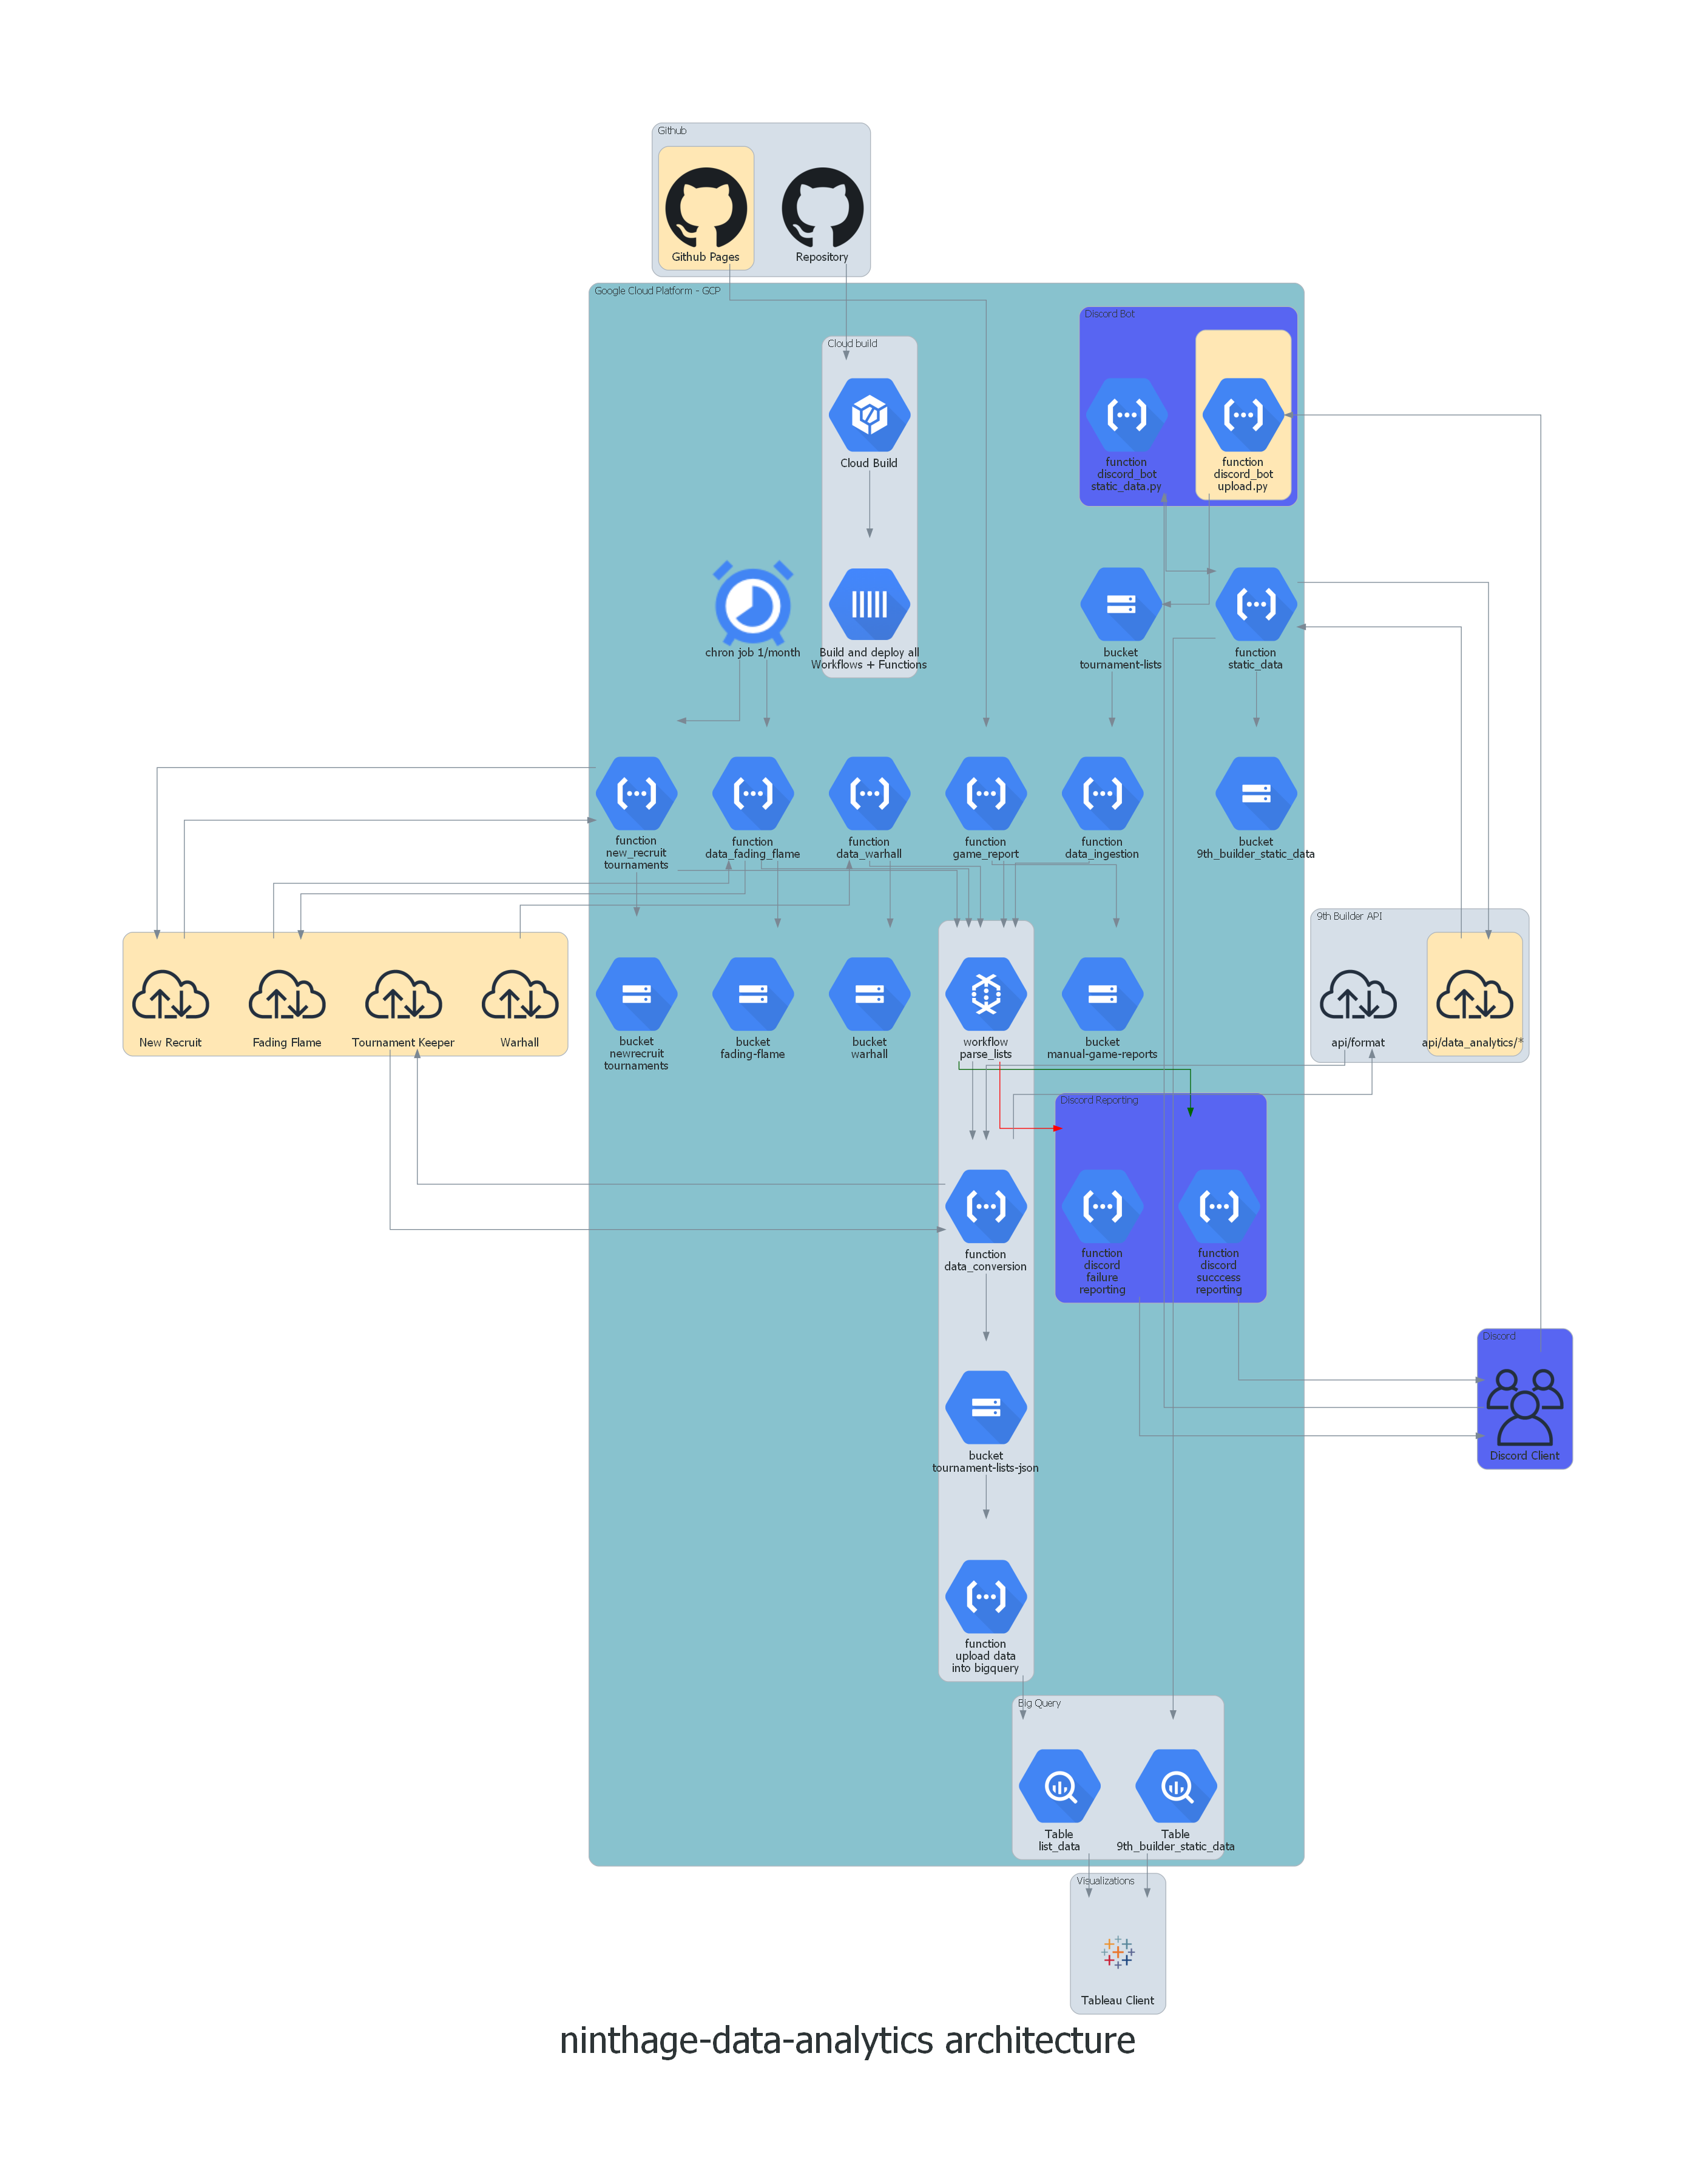 Github
Github Pages
Repository
Google Cloud Platform - GCP
Discord Bot
Cloud build
Cloud Build
function
discord_bot
static_data.py
function
discord_bot
upload.py
chron job 1/month
Build and deploy all
Workflows + Functions
bucket
tournament-lists
function
static_data
function
new_recruit
tournaments
function
data_fading_flame
function
data_warhall
function
game_report
function
data_ingestion
bucket
9th_builder_static_data
9th Builder API
New Recruit
Fading Flame
Tournament Keeper
Warhall
bucket
newrecruit
tournaments
bucket
fading-flame
bucket
warhall
workflow
parse_lists
bucket
manual-game-reports
api/format
api/data_analytics/*
Discord Reporting
function
data_conversion
function
discord
failure
reporting
function
discord
succcess
reporting
Discord
Discord Client
bucket
tournament-lists-json
function
upload data
into bigquery
Big Query
Table
list_data
Table
9th_builder_static_data
Visualizations
Tableau Client
ninthage-data-analytics architecture